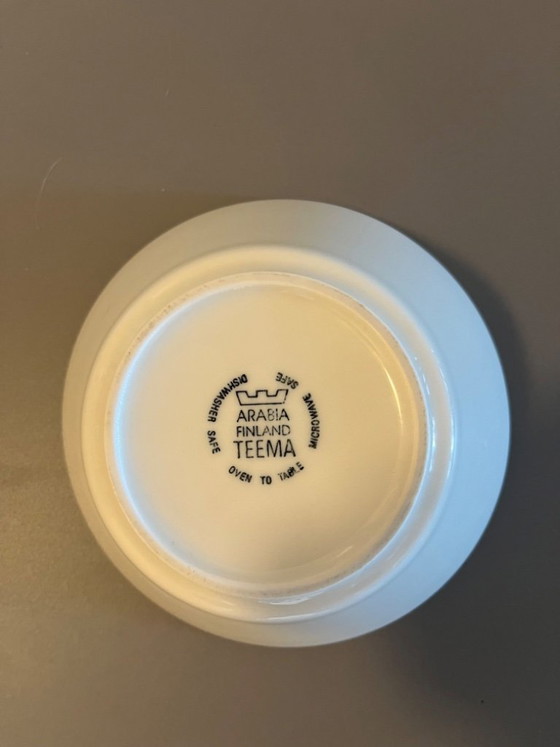 ARABIA
FINLAND
TEEMA
DISHWASHER SAFE
MICROWAVE SAFE
OVEN TO TABLE